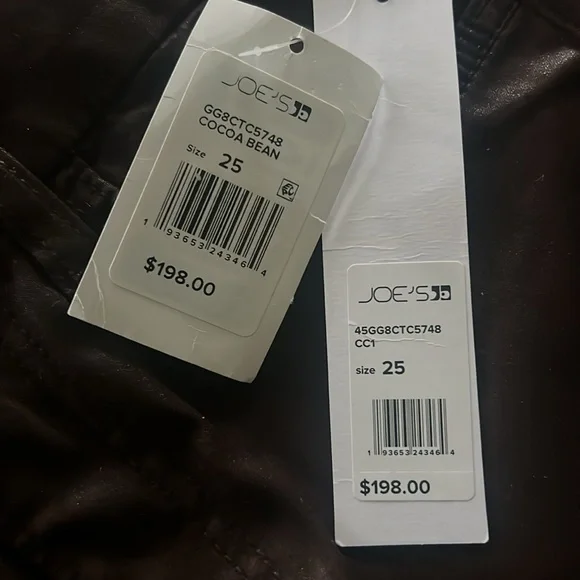 JOE'S
GG8CTC5748
COCOA BEAN
Size 25
1 93653 24346 4
$198.00
JOE'S
45GG8CTC5748
CC1
size 25
1 93653 24346 4
$198.00